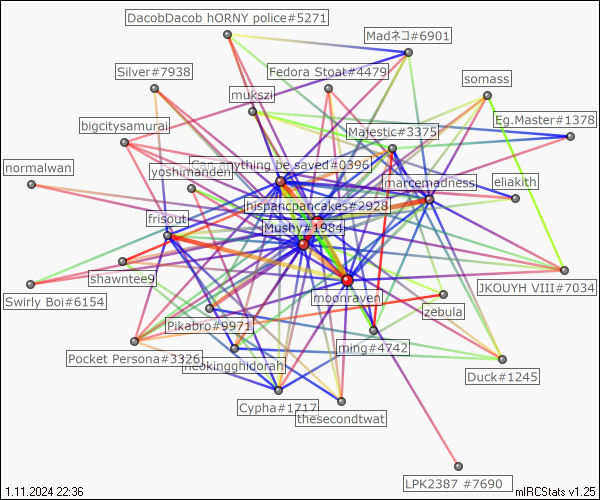 DacobDacob hORNY police#5271
Madネコ#6901
Silver#7938
Fedora Stoat#4479
somass
mukszi
Eg.Master#1378
bigcitysamurai
Majestic#3375
Can anything be saved#0396
normalwan
yoshimanden
marcemadness
eliakith
hispancpancakes#2928
frisout
Mushy#1984
shawntee9
JKOUYH VIII#7034
Swirly Boi#6154
moonraven
zebula
Pikabro#9971
ming#4742
Pocket Persona#3326
neokingghidorah
Duck#1245
Cypha#1717
thesecondtwat
LPK2387 #7690
1.11.2024 22:36
mIRCStats v1.25